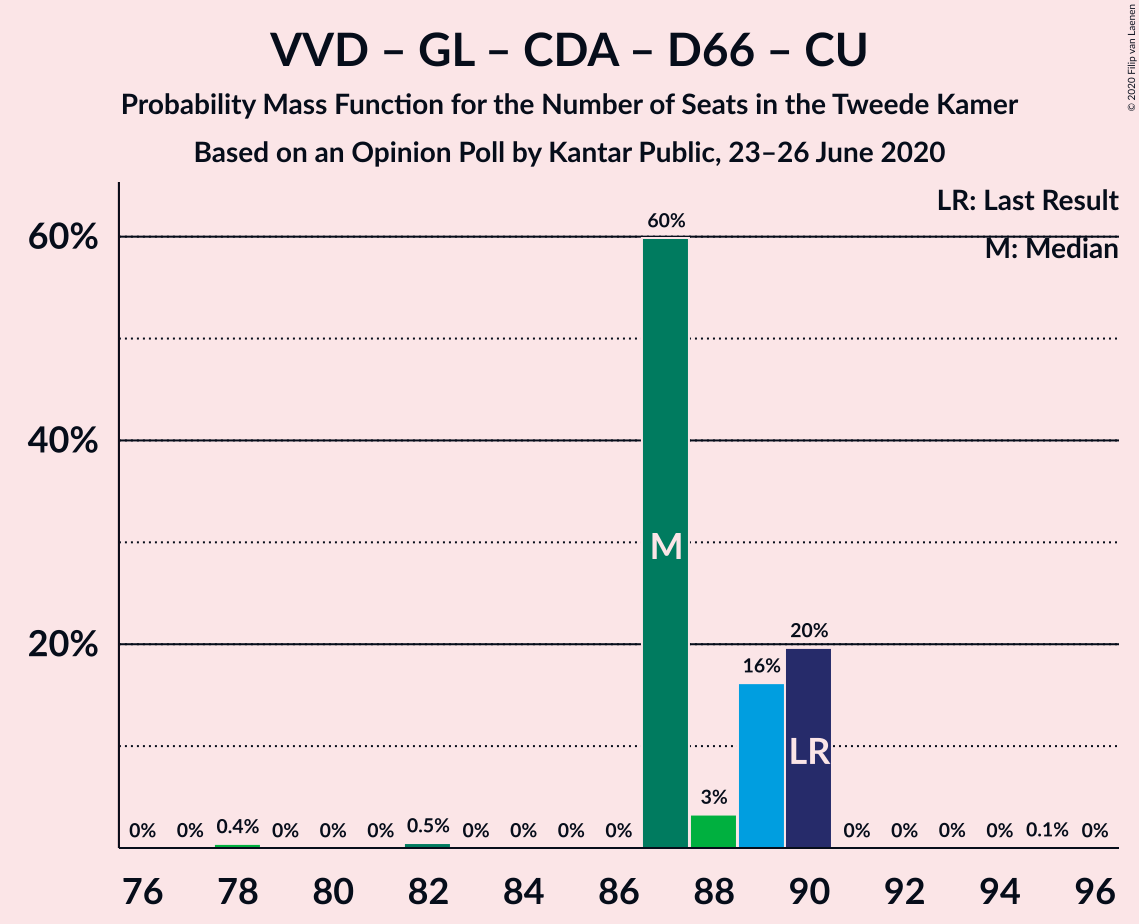 VVD – GL – CDA – D66 – CU
Probability Mass Function for the Number of Seats in the Tweede Kamer
Based on an Opinion Poll by Kantar Public, 23–26 June 2020
© 2020 Filip van Laenen
LR: Last Result
M: Median
60%
40%
20%
0% 0% 0.4% 0% 0% 0% 0.5% 0% 0% 0% 0% 60% 3% 16% 20% 0% 0% 0% 0% 0.1% 0%
M
LR
76 78 80 82 84 86 88 90 92 94 96